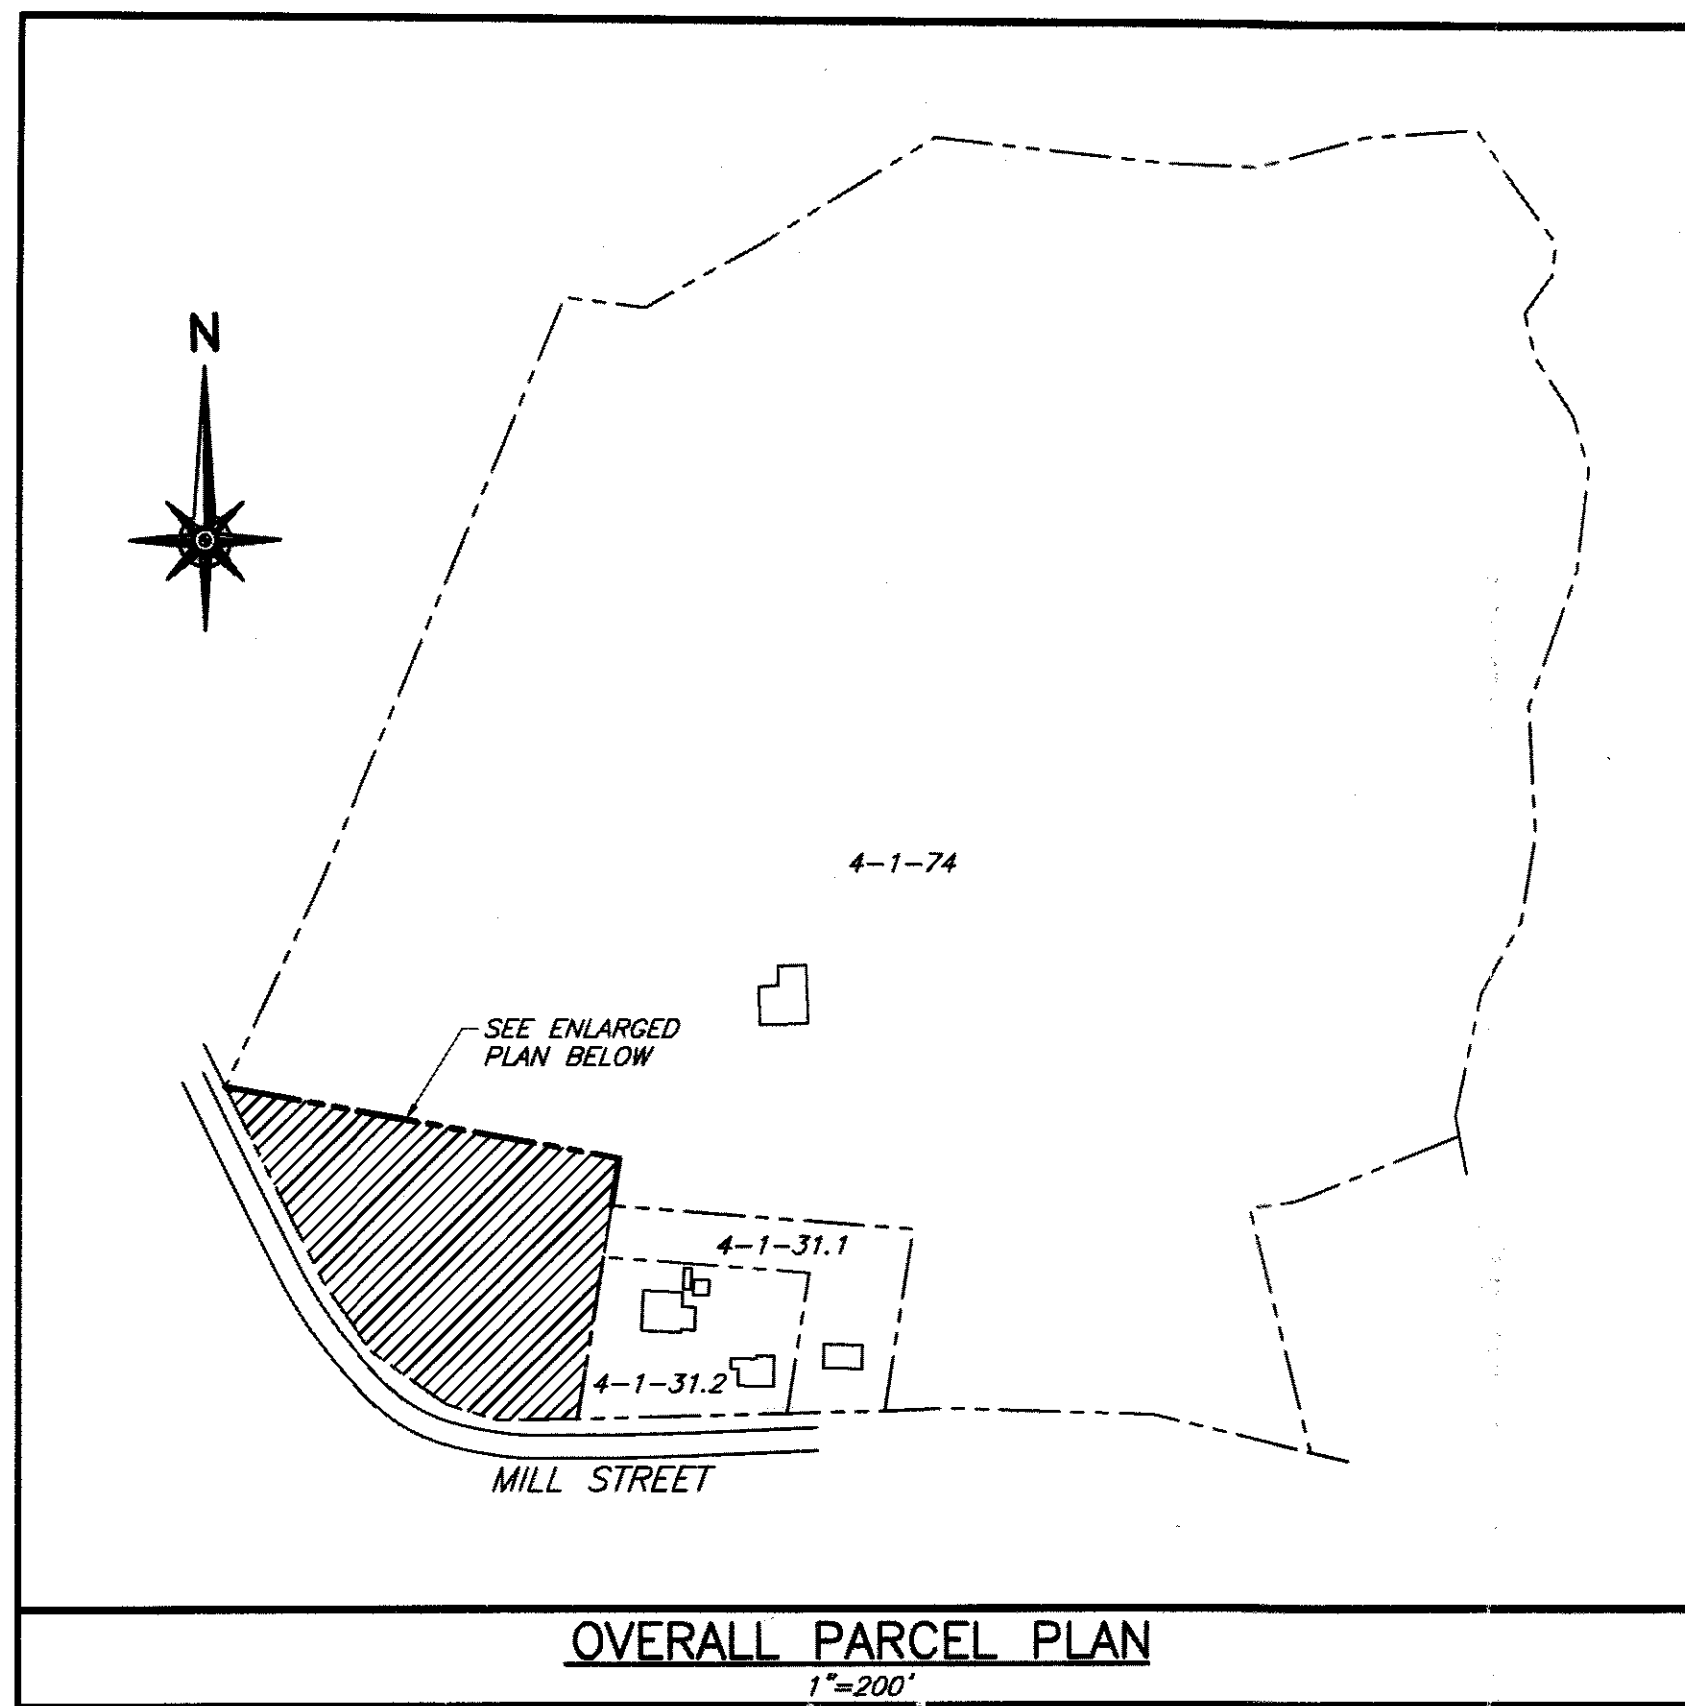 N
4-1-74
SEE ENLARGED
PLAN BELOW
4-1-31.1
4-1-31.2
MILL STREET
OVERALL PARCEL PLAN
1"=200'